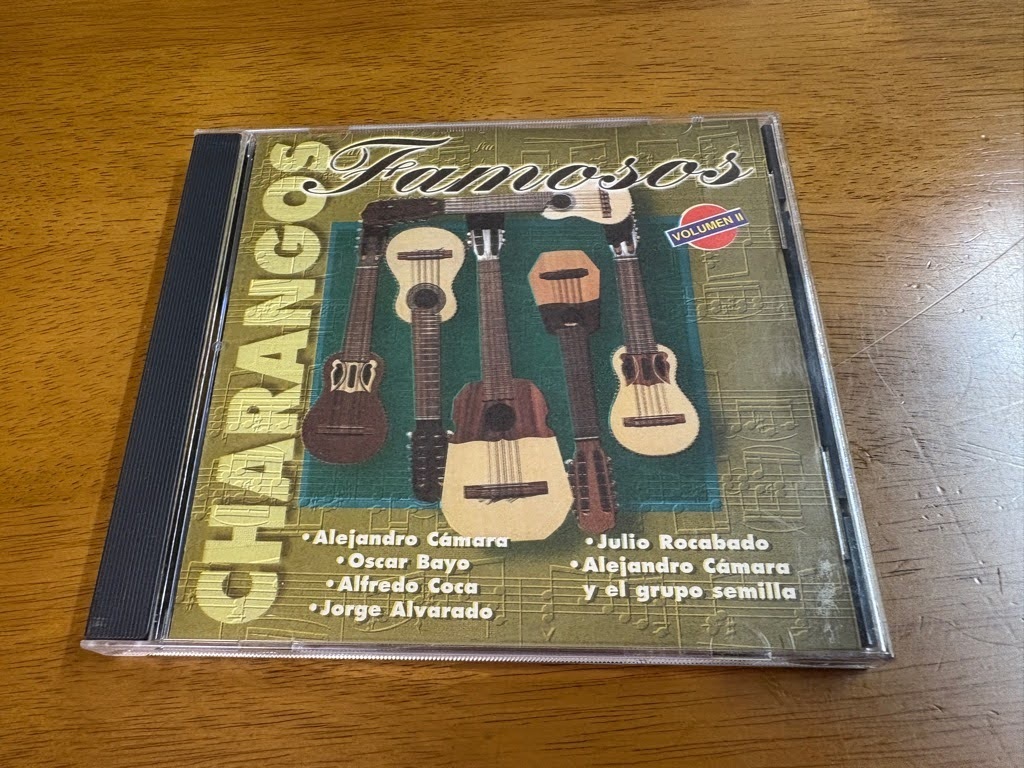 CHARANGOS
Famosos
VOLUMEN II
• Alejandro Cámara
• Oscar Bayo
• Alfredo Coca
• Jorge Alvarado
• Julio Rocabado
• Alejandro Cámara
y el grupo semilla